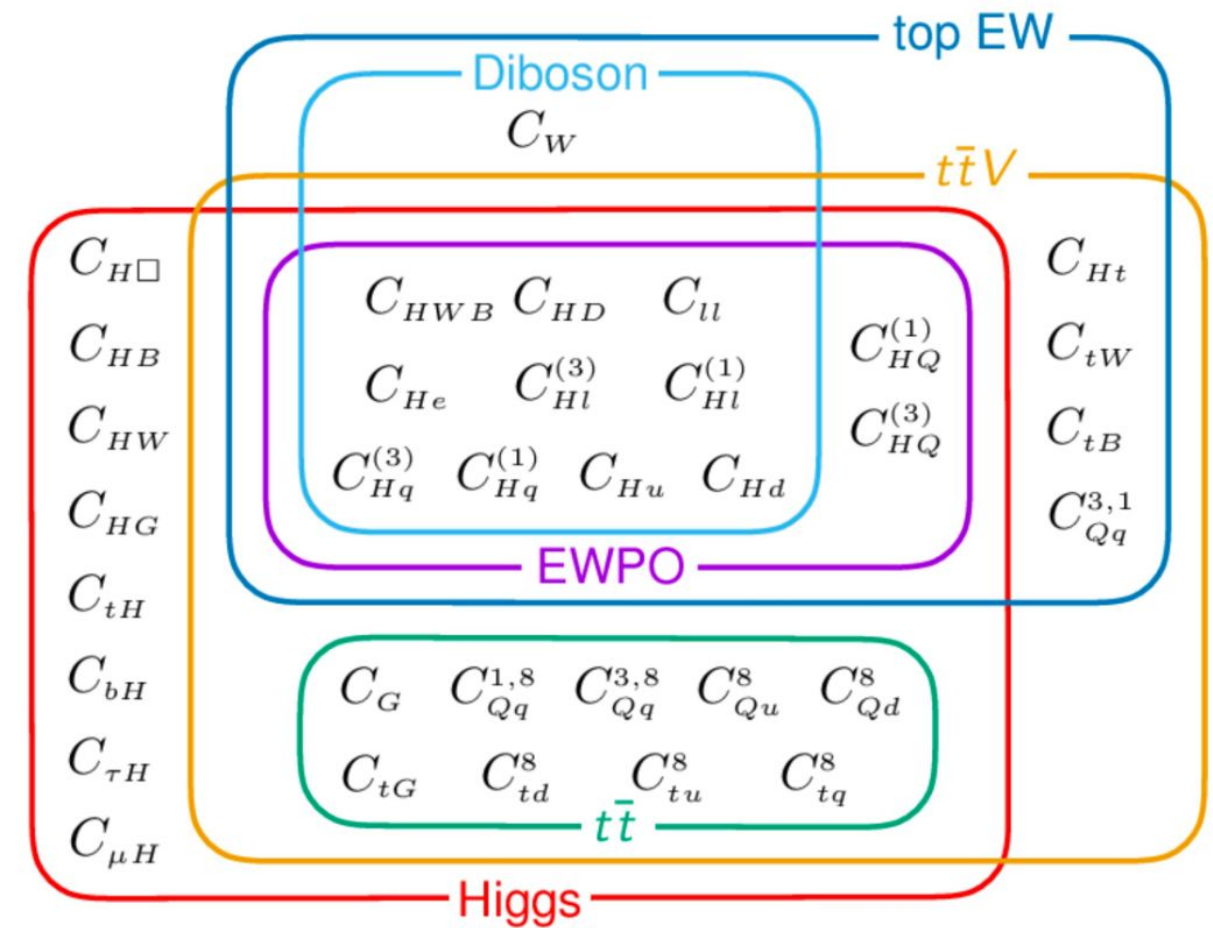 top EW
Diboson
C_W
tt̄V
C_{H□}
C_{HB}
C_{HW}
C_{HG}
C_{tH}
C_{bH}
C_{τH}
C_{μH}
C_{HWB} C_{HD} C_{ll}
C_{He} C_{Hl}^{(3)} C_{Hl}^{(1)}
C_{Hq}^{(3)} C_{Hq}^{(1)} C_{Hu} C_{Hd}
C_{HQ}^{(1)}
C_{HQ}^{(3)}
C_{Ht}
C_{tW}
C_{tB}
C_{Qq}^{3,1}
EWPO
C_G C_{Qq}^{1,8} C_{Qq}^{3,8} C_{Qu}^{8} C_{Qd}^{8}
C_{tG} C_{td}^{8} C_{tu}^{8} C_{tq}^{8}
tt̄
Higgs